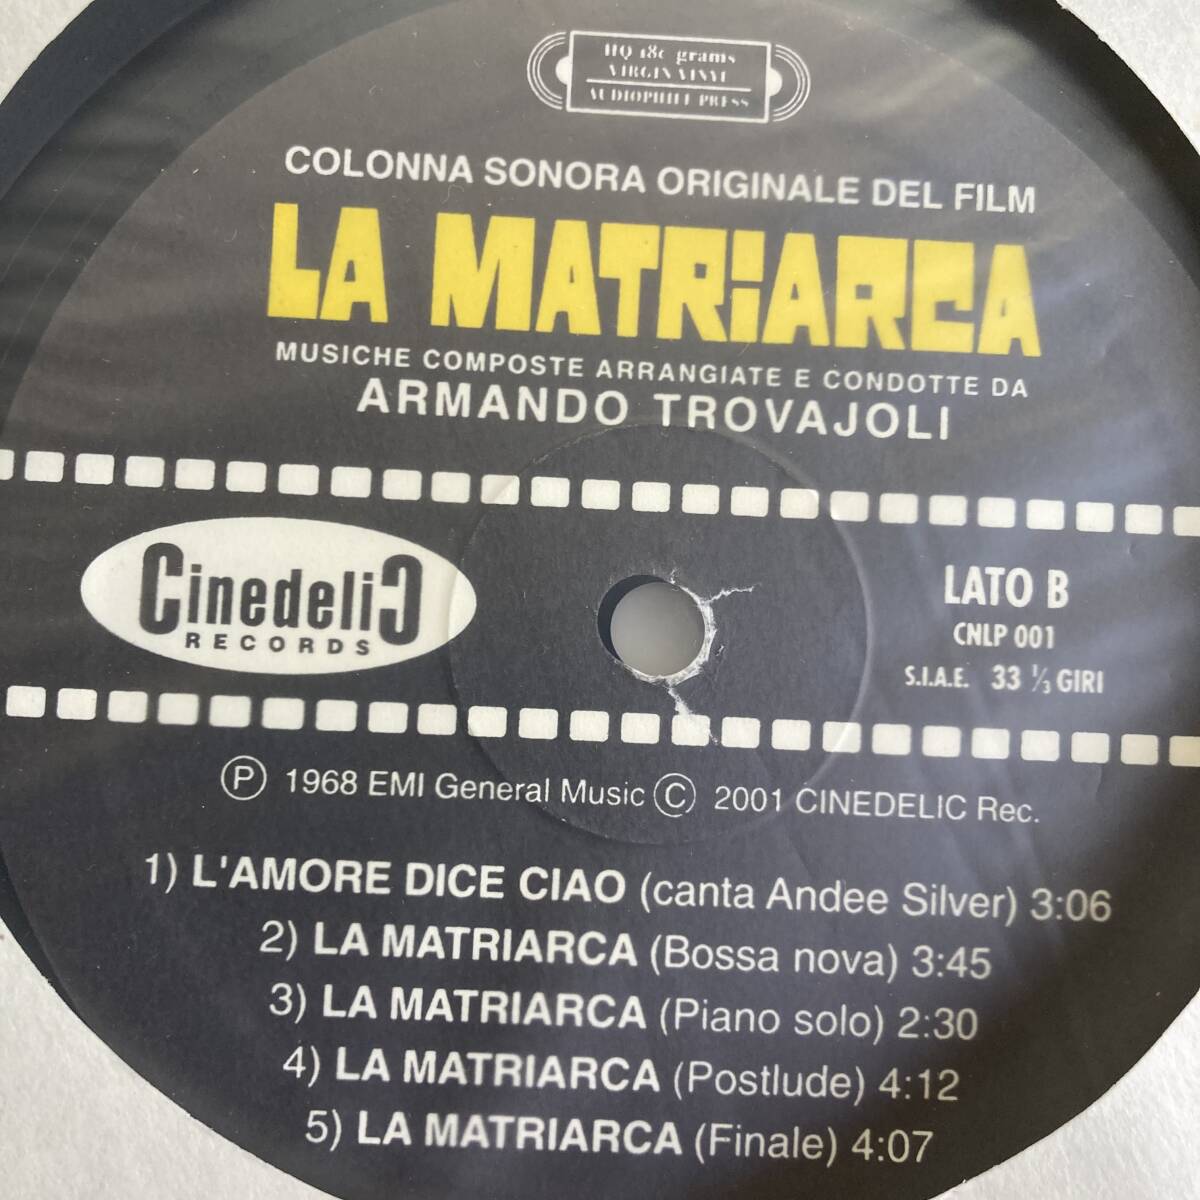 HQ 180 grams
VIRGIN VINYL
AUDIOPHILE PRESS
COLONNA SONORA ORIGINALE DEL FILM
LA MATRiARCA
MUSICHE COMPOSTE ARRANGIATE E CONDOTTE DA
ARMANDO TROVAJOLI
Cinedelic
RECORDS
LATO B
CNLP 001
S.I.A.E. 33 ⅓ GIRI
Ⓟ 1968 EMI General Music Ⓒ 2001 CINEDELIC Rec.
1) L'AMORE DICE CIAO (canta Andee Silver) 3:06
2) LA MATRIARCA (Bossa nova) 3:45
3) LA MATRIARCA (Piano solo) 2:30
4) LA MATRIARCA (Postlude) 4:12
5) LA MATRIARCA (Finale) 4:07